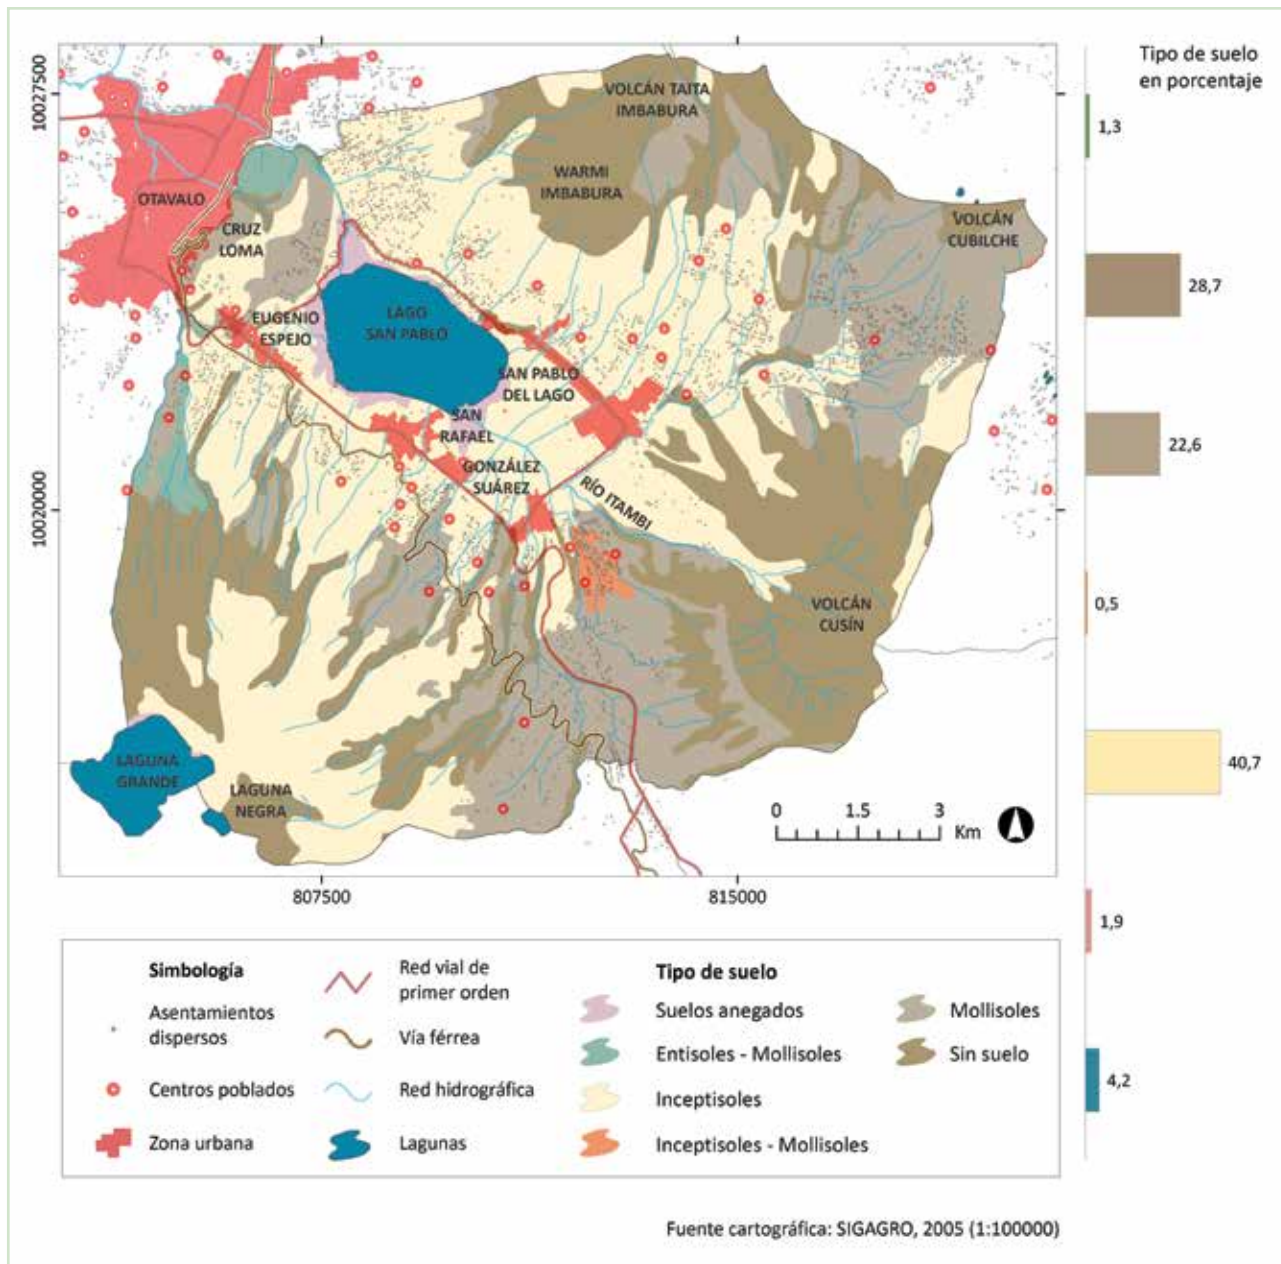 Tipo de suelo
en porcentaje
10027500
10020000
VOLCÁN TAITA
IMBABURA
WARMI
IMBABURA
OTAVALO
CRUZ
LOMA
VOLCÁN
CUBILCHE
EUGENIO
ESPEJO
LAGO
SAN PABLO
SAN PABLO
DEL LAGO
SAN
RAFAEL
GONZÁLEZ
SUÁREZ
RÍO ITAMBI
VOLCÁN
CUSÍN
LAGUNA
GRANDE
LAGUNA
NEGRA
0 1.5 3
Km
807500 815000
1,3
28,7
22,6
0,5
40,7
1,9
4,2
Simbología
Asentamientos
dispersos
Centros poblados
Zona urbana
Red vial de
primer orden
Vía férrea
Red hidrográfica
Lagunas
Tipo de suelo
Suelos anegados
Entisoles - Mollisoles
Inceptisoles
Inceptisoles - Mollisoles
Mollisoles
Sin suelo
Fuente cartográfica: SIGAGRO, 2005 (1:100000)